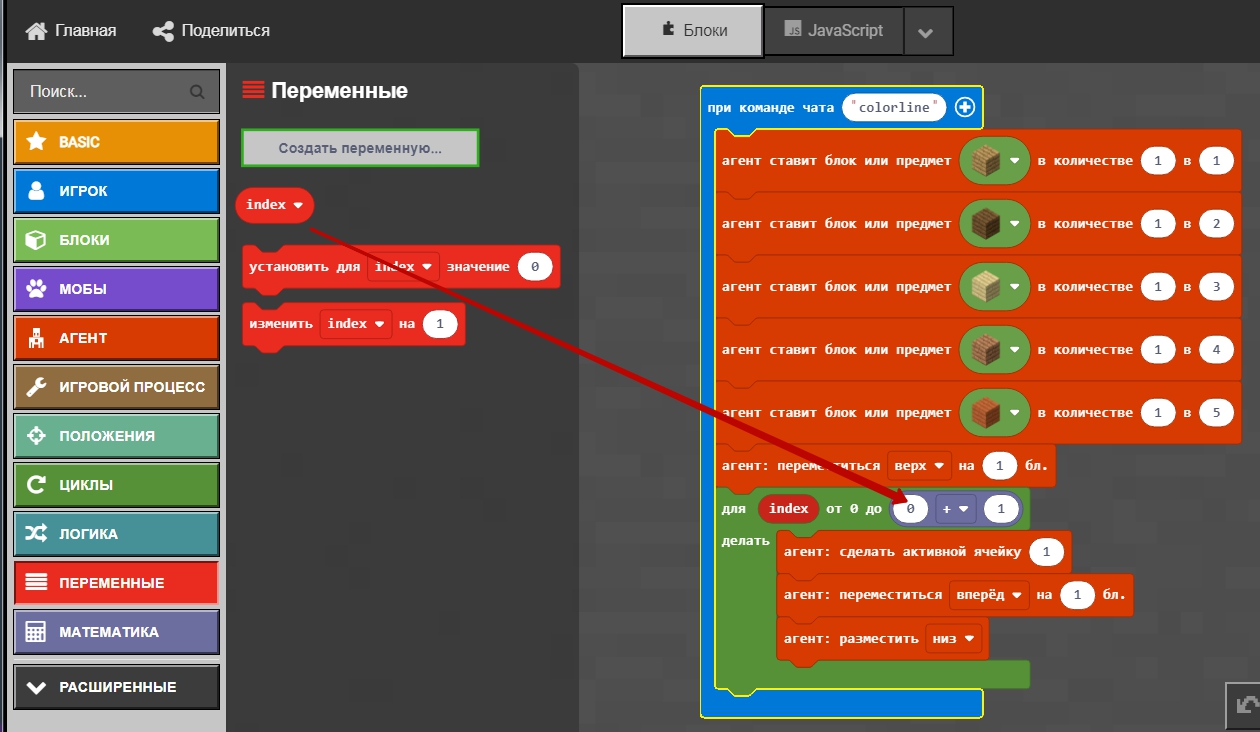 Главная
Поделиться
Блоки
JS JavaScript
Поиск...
BASIC
ИГРОК
БЛОКИ
МОБЫ
АГЕНТ
ИГРОВОЙ ПРОЦЕСС
ПОЛОЖЕНИЯ
ЦИКЛЫ
ЛОГИКА
ПЕРЕМЕННЫЕ
МАТЕМАТИКА
РАСШИРЕННЫЕ
Переменные
Создать переменную...
index
установить для index значение 0
изменить index на 1
при команде чата "colorline"
агент ставит блок или предмет в количестве 1 в 1
агент ставит блок или предмет в количестве 1 в 2
агент ставит блок или предмет в количестве 1 в 3
агент ставит блок или предмет в количестве 1 в 4
агент ставит блок или предмет в количестве 1 в 5
агент: переместиться верх на 1 бл.
для index от 0 до 0 + 1
делать
агент: сделать активной ячейку 1
агент: переместиться вперёд на 1 бл.
агент: разместить низ